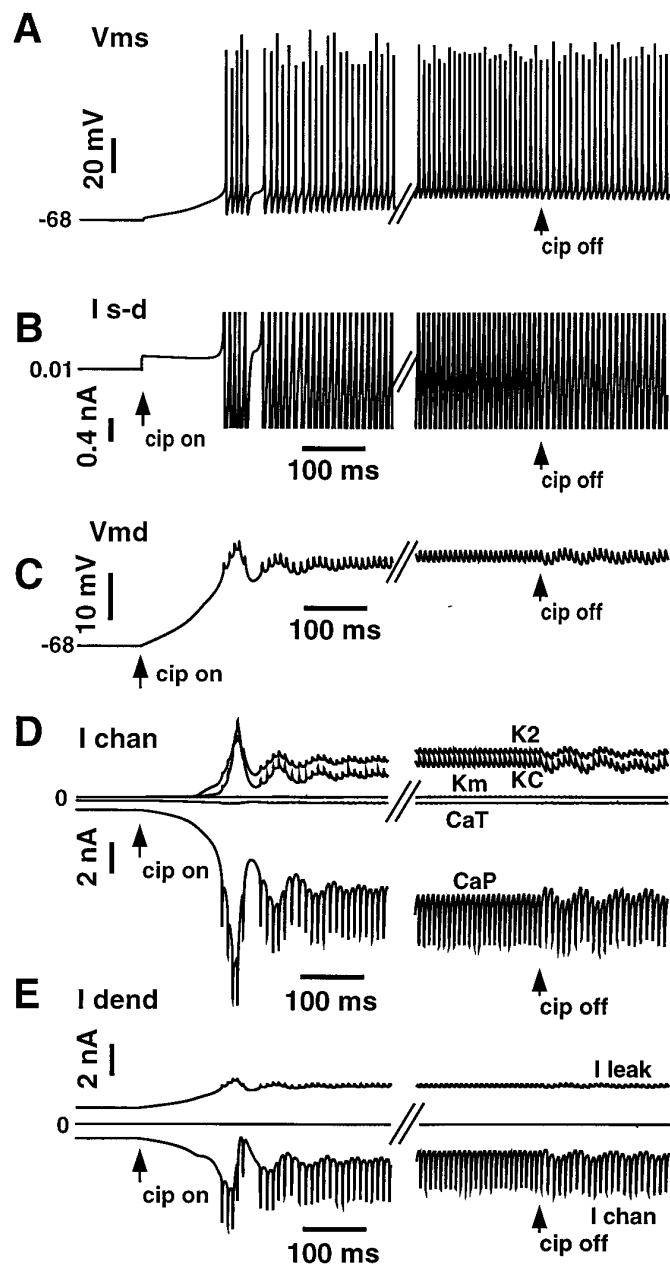 A
Vms
20 mV
-68
cip off
B
I s-d
0.01
0.4 nA
cip on
100 ms
cip off
C
Vmd
10 mV
100 ms
cip off
-68
cip on
D
I chan
K2
0
Km
KC
CaT
2 nA
cip on
CaP
100 ms
cip off
E
I dend
2 nA
I leak
0
cip on
I chan
cip off
100 ms